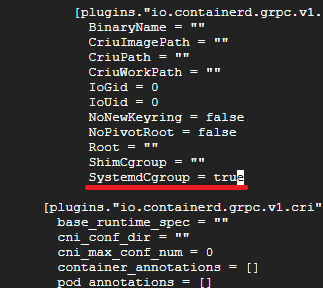 [plugins."io.containerd.grpc.v1.
BinaryName = ""
CriuImagePath = ""
CriuPath = ""
CriuWorkPath = ""
IoGid = 0
IoUid = 0
NoNewKeyring = false
NoPivotRoot = false
Root = ""
ShimCgroup = ""
SystemdCgroup = true
[plugins."io.containerd.grpc.v1.cri"
base_runtime_spec = ""
cni_conf_dir = ""
cni_max_conf_num = 0
container_annotations = []
pod_annotations = []